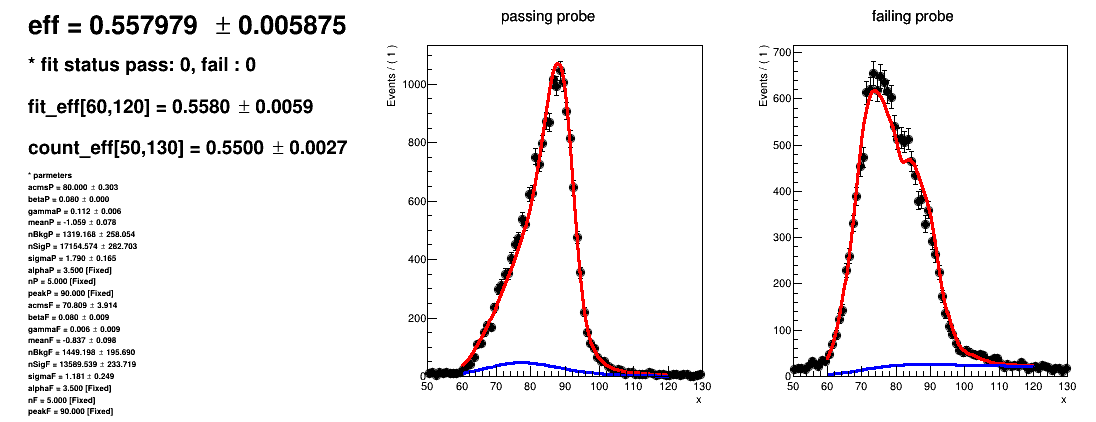 eff = 0.557979 ± 0.005875
* fit status pass: 0, fail : 0
fit_eff[60,120] = 0.5580 ± 0.0059
count_eff[50,130] = 0.5500 ± 0.0027
* parmeters
acmsP = 80.000 ± 0.303
betaP = 0.080 ± 0.000
gammaP = 0.112 ± 0.006
meanP = -1.059 ± 0.078
nBkgP = 1319.168 ± 258.054
nSigP = 17154.574 ± 282.703
sigmaP = 1.790 ± 0.165
alphaP = 3.500 [Fixed]
nP = 5.000 [Fixed]
peakP = 90.000 [Fixed]
acmsF = 70.809 ± 3.914
betaF = 0.080 ± 0.009
gammaF = 0.006 ± 0.009
meanF = -0.837 ± 0.098
nBkgF = 1449.198 ± 195.690
nSigF = 13589.539 ± 233.719
sigmaF = 1.181 ± 0.249
alphaF = 3.500 [Fixed]
nF = 5.000 [Fixed]
peakF = 90.000 [Fixed]
passing probe
Events / ( 1 )
1000
800
600
400
200
0
50 60 70 80 90 100 110 120 130
x
failing probe
Events / ( 1 )
700
600
500
400
300
200
100
0
50 60 70 80 90 100 110 120 130
x